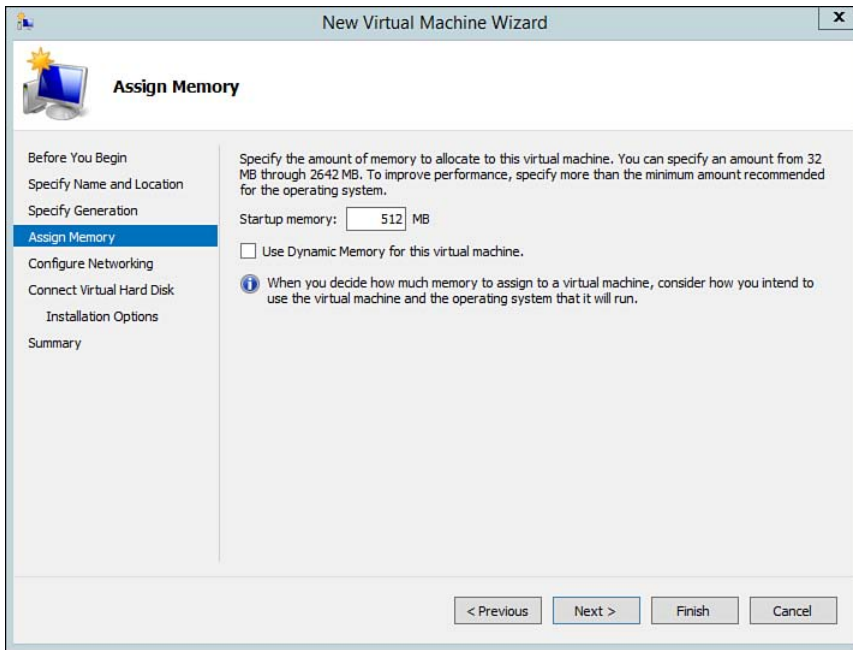 New Virtual Machine Wizard
x
Assign Memory
Before You Begin
Specify Name and Location
Specify Generation
Assign Memory
Configure Networking
Connect Virtual Hard Disk
Installation Options
Summary
Specify the amount of memory to allocate to this virtual machine. You can specify an amount from 32
MB through 2642 MB. To improve performance, specify more than the minimum amount recommended
for the operating system.
Startup memory: 512 MB
Use Dynamic Memory for this virtual machine.
When you decide how much memory to assign to a virtual machine, consider how you intend to
use the virtual machine and the operating system that it will run.
< Previous Next > Finish Cancel